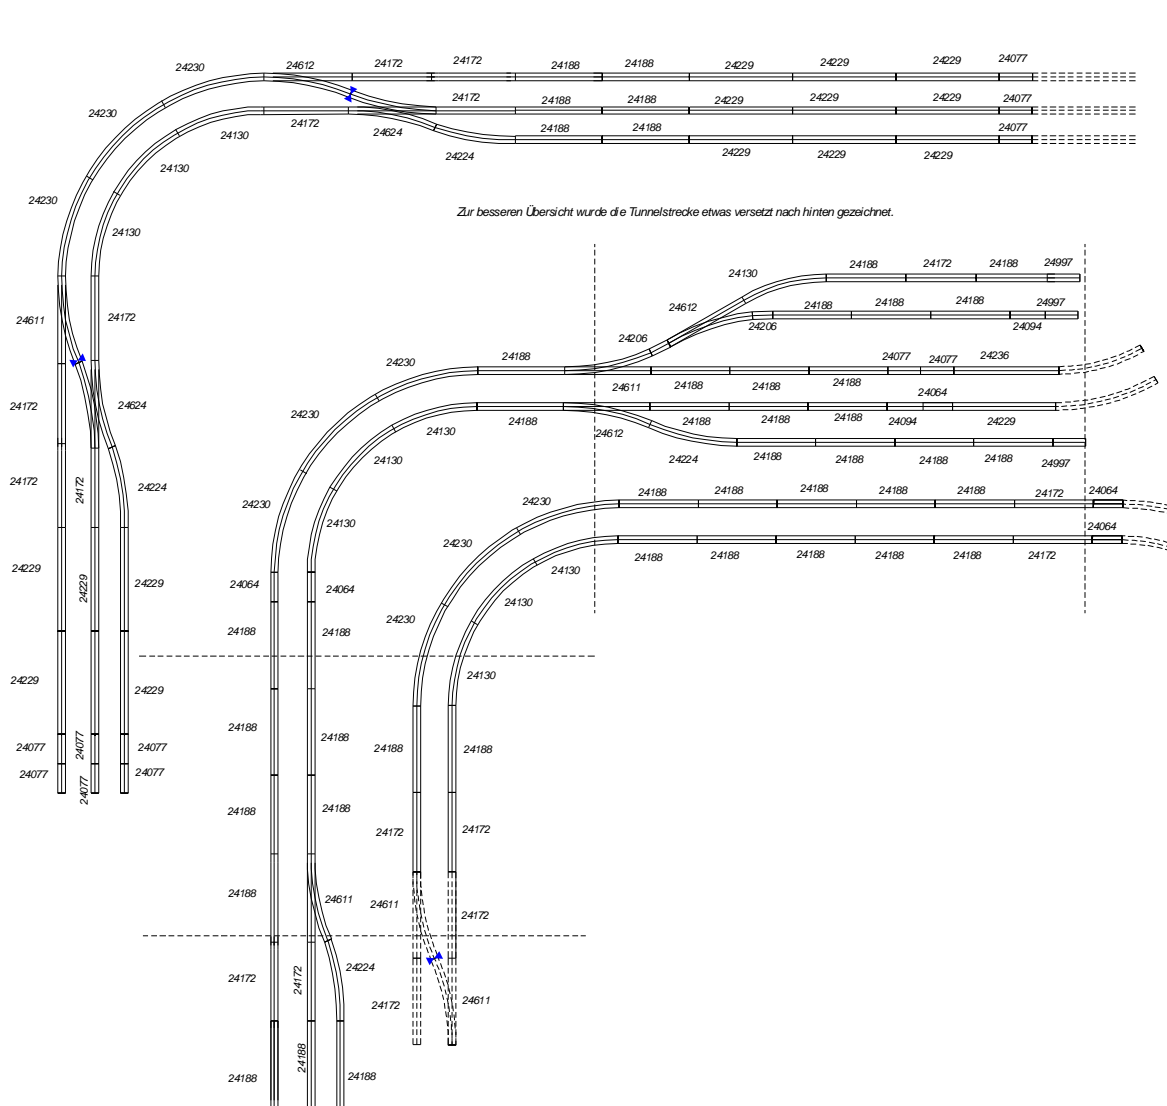 24612 24172 24172 24188 24188 24229 24229 24229 24077
24230
24230 24172 24188 24188 24229 24229 24229 24077
24130 24172 24624 24188 24188 24077
24130 24224 24229 24229 24229
24230
24130
Zur besseren Übersicht wurde die Tunnelstrecke etwas versetzt nach hinten gezeichnet.
24130 24188 24172 24188 24997
24612 24188 24188 24188 24997
24611 24172 24206 24206 24094
24230 24188 24077 24077 24236
24611 24188 24188 24188 24064
24172 24624 24230 24130 24188 24612 24188 24188 24188 24094 24229
24130 24224 24188 24188 24188 24188 24997
24172 24172 24224 24230 24130 24230 24188 24188 24188 24188 24188 24172 24064
24064
24229 24229 24229 24230 24188 24188 24188 24188 24188 24172
24130
24064 24064 24130
24188 24188 24230
24229 24229 24130
24077 24077 24077 24188 24188 24188 24188
24077 24077 24077
24188 24188 24172 24172
24188 24611 24611 24172
24172 24172 24224 24172 24611
24188 24188 24188